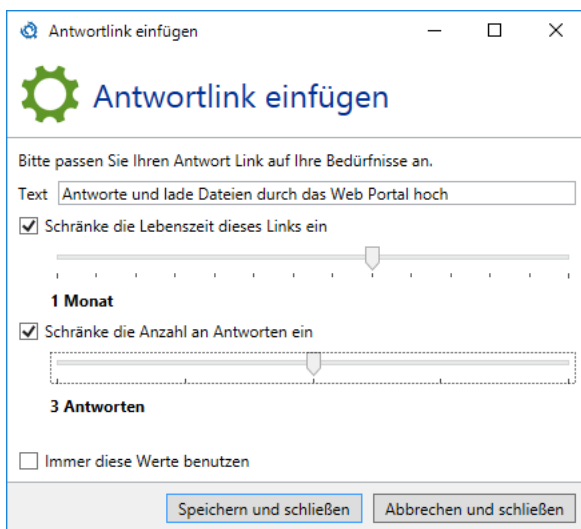 Antwortlink einfügen
Antwortlink einfügen
Bitte passen Sie Ihren Antwort Link auf Ihre Bedürfnisse an.
Text Antworte und lade Dateien durch das Web Portal hoch
Schränke die Lebenszeit dieses Links ein
1 Monat
Schränke die Anzahl an Antworten ein
3 Antworten
Immer diese Werte benutzen
Speichern und schließen Abbrechen und schließen